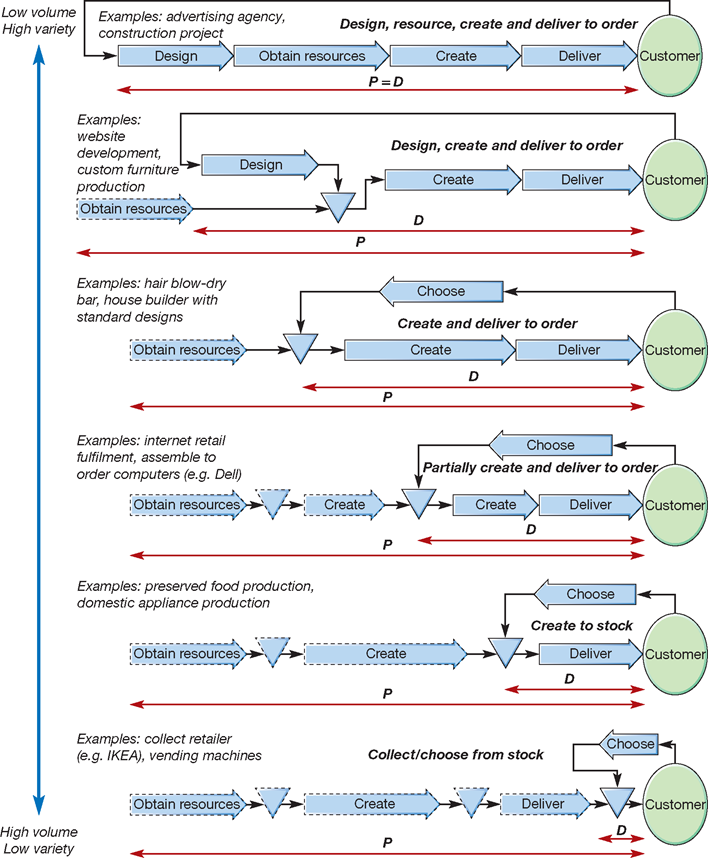 Low volume
High variety
Examples: advertising agency,
construction project
Design, resource, create and deliver to order
Design
Obtain resources
Create
Deliver
Customer
P = D
Examples:
website
development,
custom furniture
production
Design, create and deliver to order
Design
Obtain resources
Create
Deliver
Customer
D
P
Examples: hair blow-dry
bar, house builder with
standard designs
Choose
Create and deliver to order
Obtain resources
Create
Deliver
Customer
D
P
Examples: internet retail
fulfilment, assemble to
order computers (e.g. Dell)
Choose
Partially create and deliver to order
Obtain resources
Create
Create
Deliver
Customer
D
P
Examples: preserved food production,
domestic appliance production
Choose
Create to stock
Obtain resources
Create
Deliver
Customer
D
P
Examples: collect retailer
(e.g. IKEA), vending machines
Collect/choose from stock
Choose
Obtain resources
Create
Deliver
Customer
D
P
High volume
Low variety